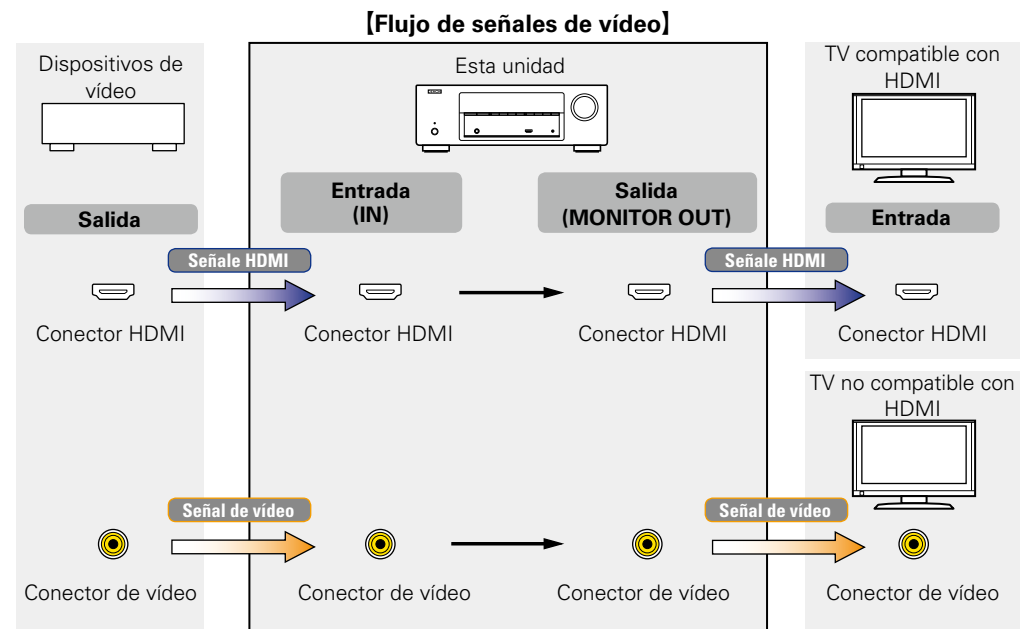 【Flujo de señales de vídeo】
Dispositivos de
vídeo
Esta unidad
TV compatible con
HDMI
Salida
Entrada
(IN)
Salida
(MONITOR OUT)
Entrada
Señale HDMI
Señale HDMI
Conector HDMI
Conector HDMI
Conector HDMI
Conector HDMI
TV no compatible con
HDMI
Señal de vídeo
Señal de vídeo
Conector de vídeo
Conector de vídeo
Conector de vídeo
Conector de vídeo